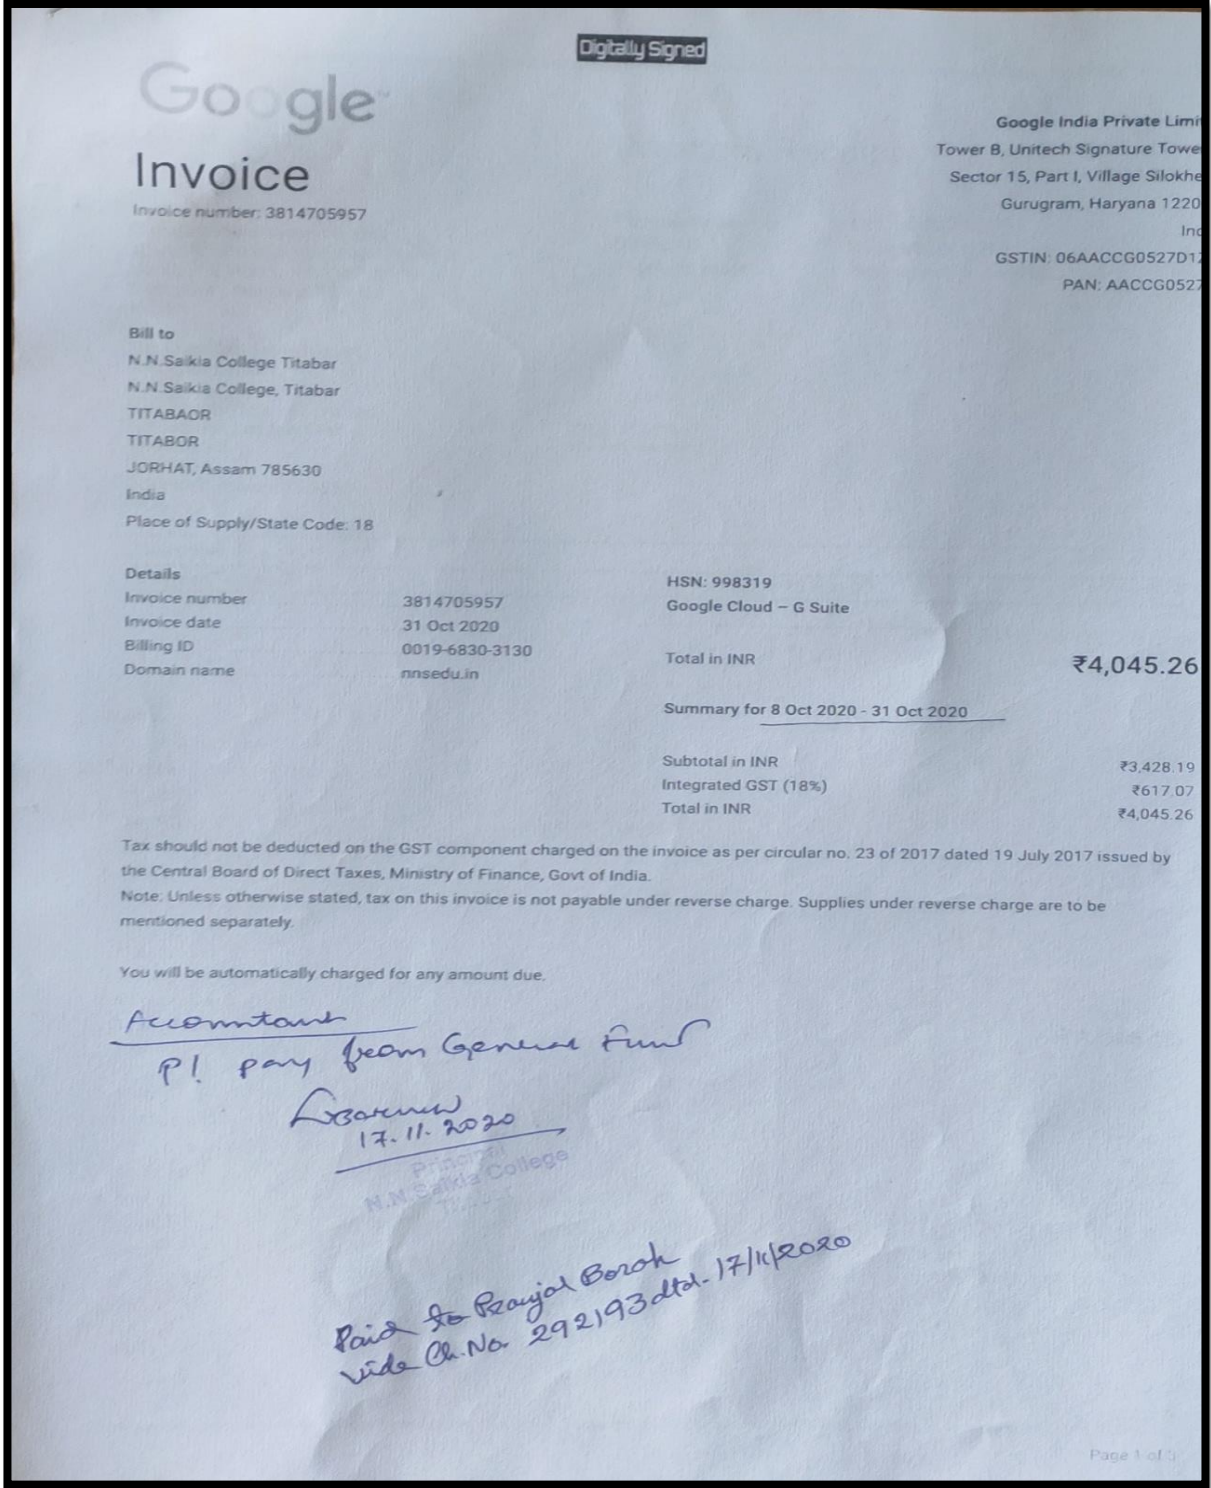 Digitally Signed
Google
Invoice
Invoice number: 3814705957
Google India Private Limi
Tower B, Unitech Signature Towe
Sector 15, Part I, Village Silokhe
Gurugram, Haryana 1220
Ind
GSTIN: 06AACCG0527D1
PAN: AACCG0527
Bill to
N.N.Saikia College Titabar
N.N.Saikia College, Titabar
TITABAOR
TITABOR
JORHAT, Assam 785630
India
Place of Supply/State Code: 18
Details
Invoice number 3814705957
Invoice date 31 Oct 2020
Billing ID 0019-6830-3130
Domain name nnsedu.in
HSN: 998319
Google Cloud – G Suite
Total in INR ₹4,045.26
Summary for 8 Oct 2020 - 31 Oct 2020
Subtotal in INR ₹3,428.19
Integrated GST (18%) ₹617.07
Total in INR ₹4,045.26
Tax should not be deducted on the GST component charged on the invoice as per circular no. 23 of 2017 dated 19 July 2017 issued by
the Central Board of Direct Taxes, Ministry of Finance, Govt of India.
Note: Unless otherwise stated, tax on this invoice is not payable under reverse charge. Supplies under reverse charge are to be
mentioned separately.
You will be automatically charged for any amount due.
Accountant
Pl. pay from General Fund
17.11.2020
Principal
N.N.Saikia College
Paid to Pranjal Borah
vide Ch.No. 292193 dtd- 17/11/2020
Page 1 of